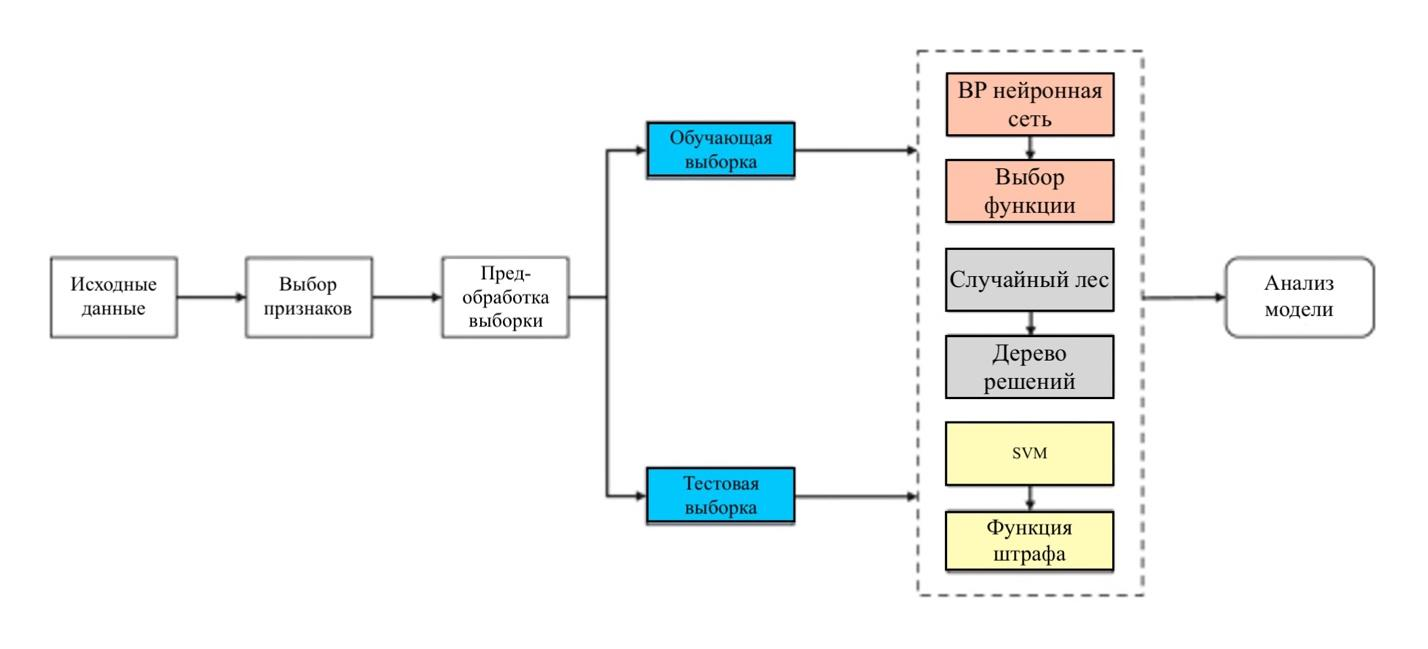 Исходные
данные
Выбор
признаков
Пред-
обработка
выборки
Обучающая
выборка
Тестовая
выборка
BP нейронная
сеть
Выбор
функции
Случайный лес
Дерево
решений
SVM
Функция
штрафа
Анализ
модели